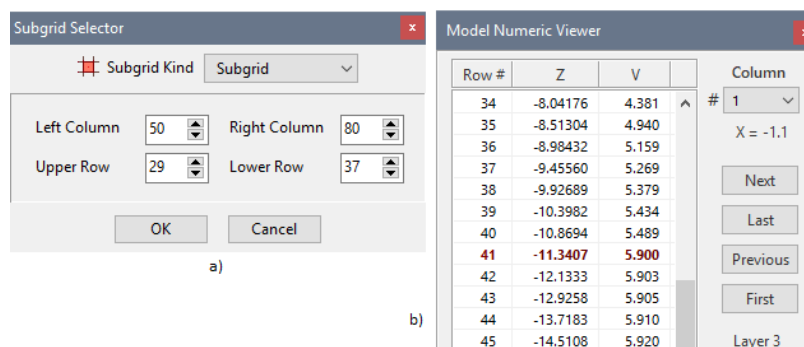 Subgrid Selector
x
Subgrid Kind Subgrid
Left Column 50 Right Column 80
Upper Row 29 Lower Row 37
OK Cancel
a)
Model Numeric Viewer
x
Row # Z V
34 -8.04176 4.381
35 -8.51304 4.940
36 -8.98432 5.159
37 -9.45560 5.269
38 -9.92689 5.379
39 -10.3982 5.434
40 -10.8694 5.489
41 -11.3407 5.900
42 -12.1333 5.903
43 -12.9258 5.905
44 -13.7183 5.910
45 -14.5108 5.920
Column
# 1
X = -1.1
Next
Last
Previous
First
Layer 3
b)